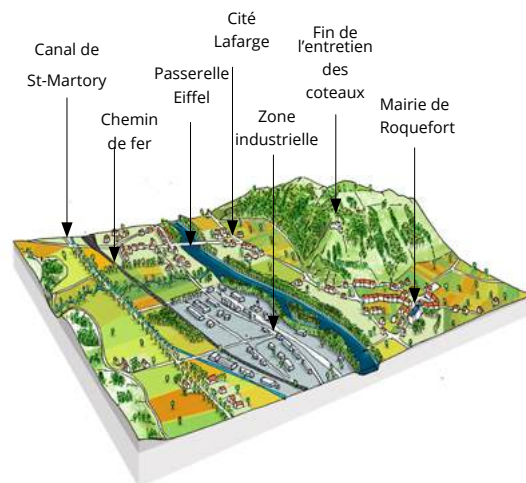 Canal de
St-Martory
Chemin
de fer
Passerelle
Eiffel
Cité
Lafarge
Zone
industrielle
Fin de
l'entretien
des
coteaux
Mairie de
Roquefort